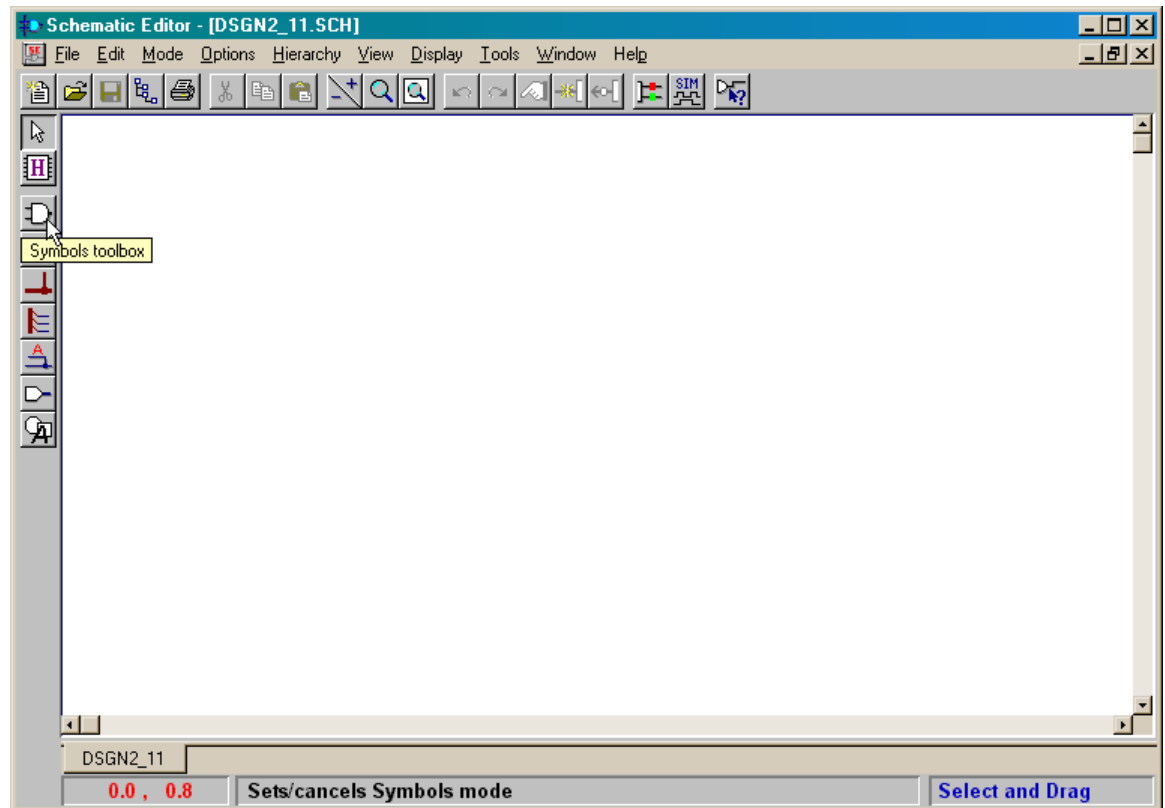 Schematic Editor - [DSGN2_11.SCH]
File Edit Mode Options Hierarchy View Display Tools Window Help
SIM
H
Symbols toolbox
A
A
DSGN2_11
0.0 , 0.8 Sets/cancels Symbols mode Select and Drag